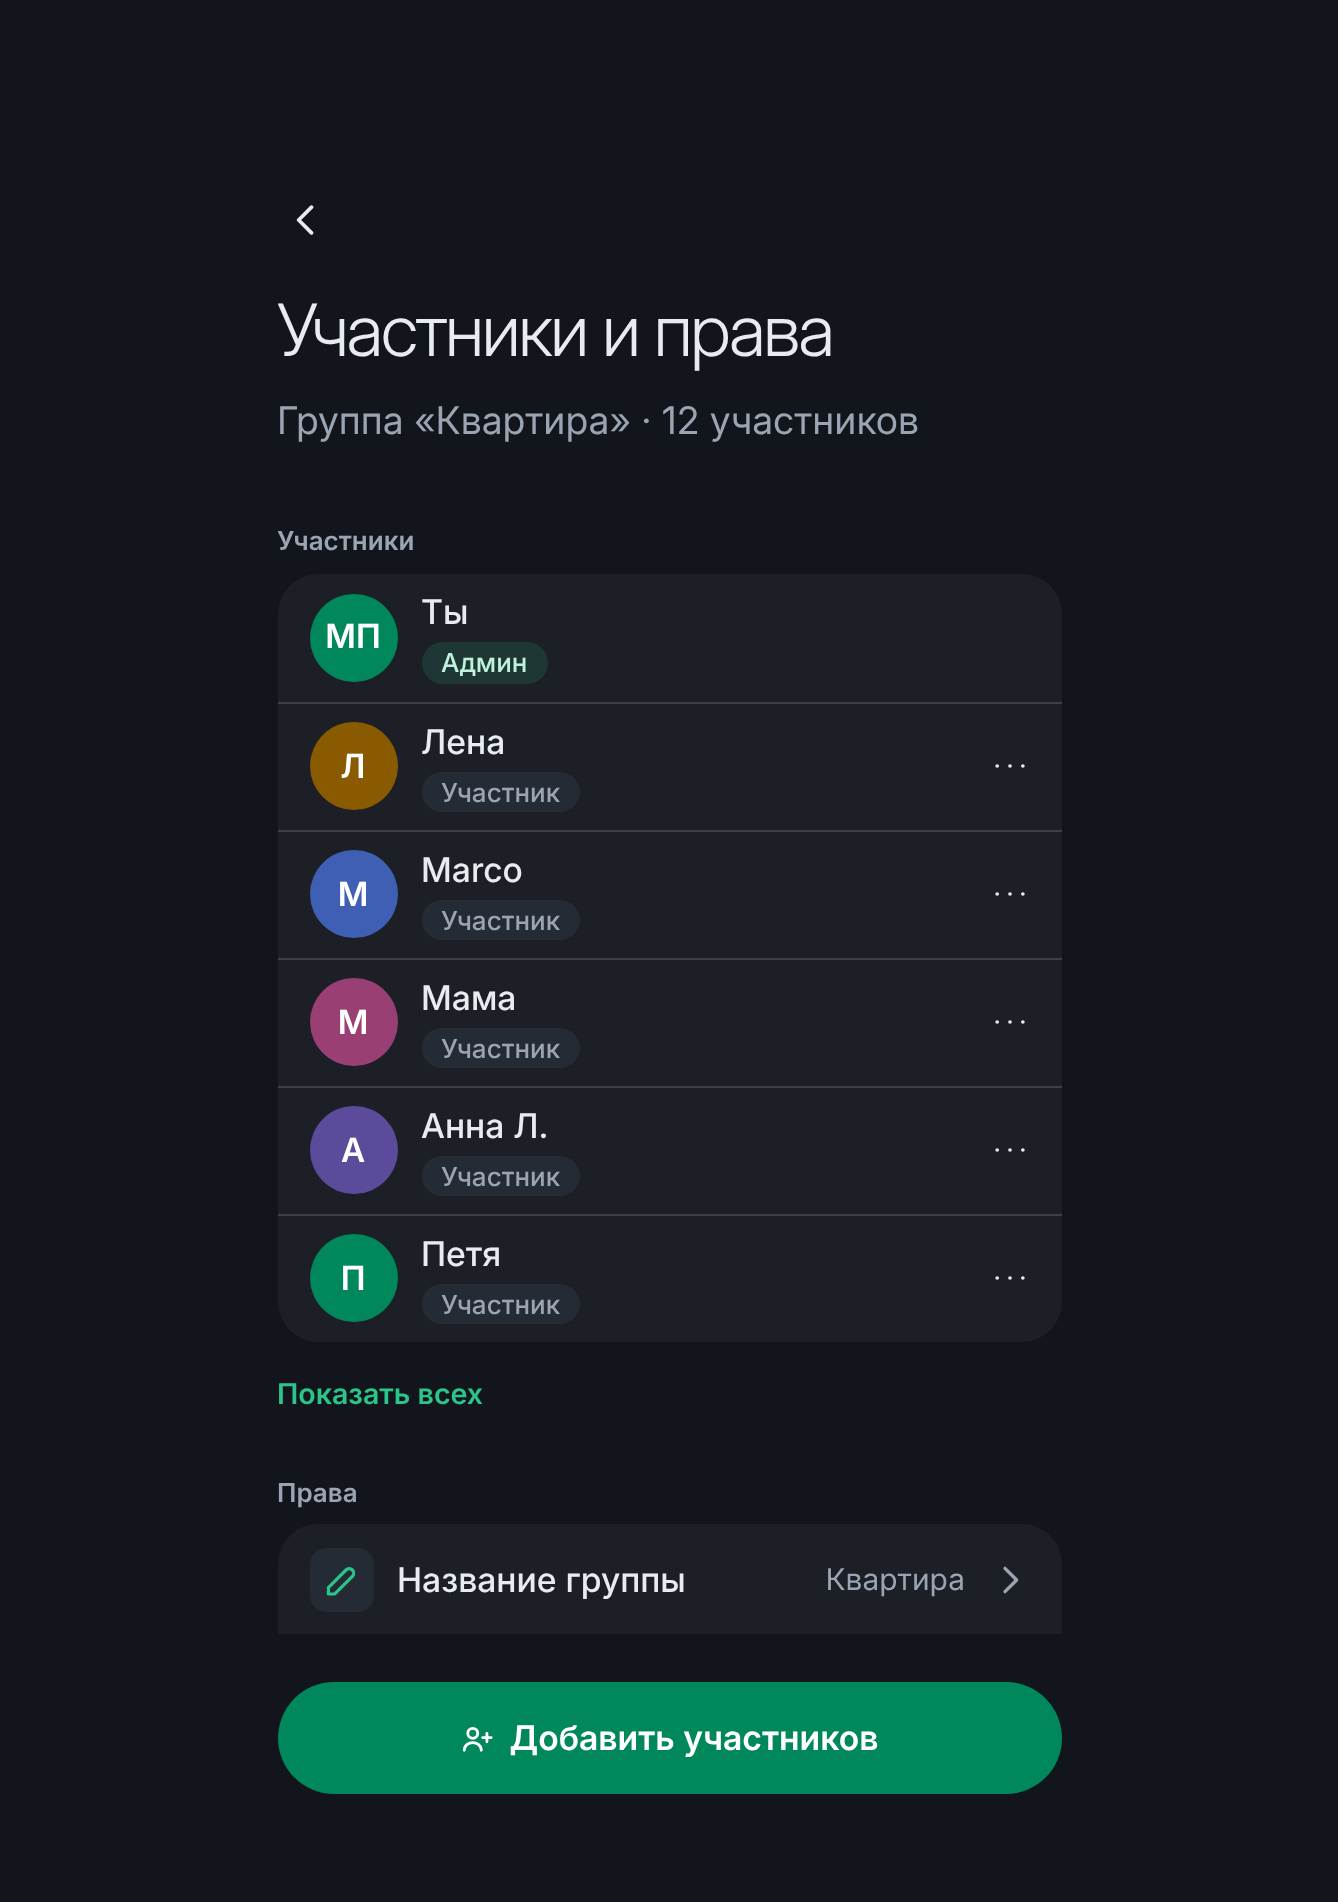 Участники и права
Группа «Квартира» · 12 участников
Участники
МП
Ты
Админ
Л
Лена
Участник
M
Marco
Участник
М
Мама
Участник
А
Анна Л.
Участник
П
Петя
Участник
Показать всех
Права
Название группы
Квартира
Добавить участников